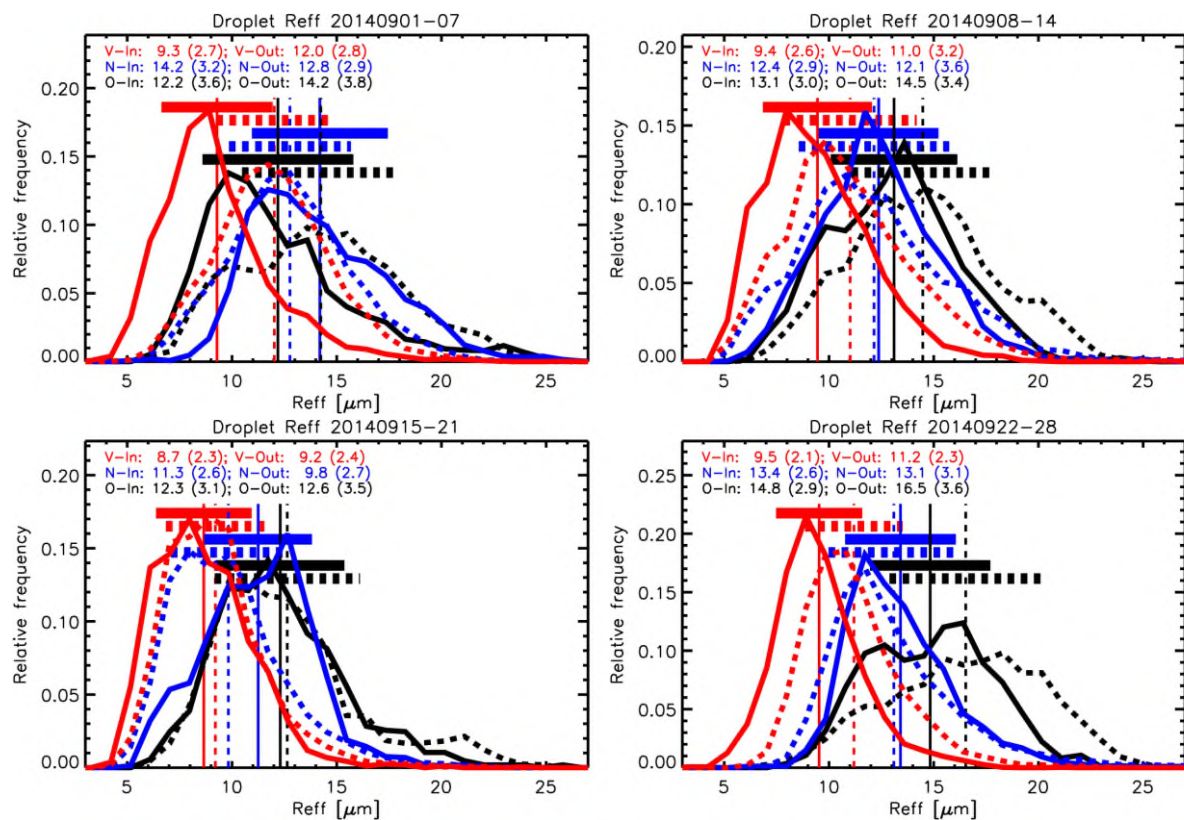 Droplet Reff 20140901−07
V−In: 9.3 (2.7); V−Out: 12.0 (2.8)
N−In: 14.2 (3.2); N−Out: 12.8 (2.9)
O−In: 12.2 (3.6); O−Out: 14.2 (3.8)
Relative frequency
0.20
0.15
0.10
0.05
0.00
5 10 15 20 25
Reff [μm]
Droplet Reff 20140908−14
V−In: 9.4 (2.6); V−Out: 11.0 (3.2)
N−In: 12.4 (2.9); N−Out: 12.1 (3.6)
O−In: 13.1 (3.0); O−Out: 14.5 (3.4)
Relative frequency
0.20
0.15
0.10
0.05
0.00
5 10 15 20 25
Reff [μm]
Droplet Reff 20140915−21
V−In: 8.7 (2.3); V−Out: 9.2 (2.4)
N−In: 11.3 (2.6); N−Out: 9.8 (2.7)
O−In: 12.3 (3.1); O−Out: 12.6 (3.5)
Relative frequency
0.20
0.15
0.10
0.05
0.00
5 10 15 20 25
Reff [μm]
Droplet Reff 20140922−28
V−In: 9.5 (2.1); V−Out: 11.2 (2.3)
N−In: 13.4 (2.6); N−Out: 13.1 (3.1)
O−In: 14.8 (2.9); O−Out: 16.5 (3.6)
Relative frequency
0.25
0.20
0.15
0.10
0.05
0.00
5 10 15 20 25
Reff [μm]